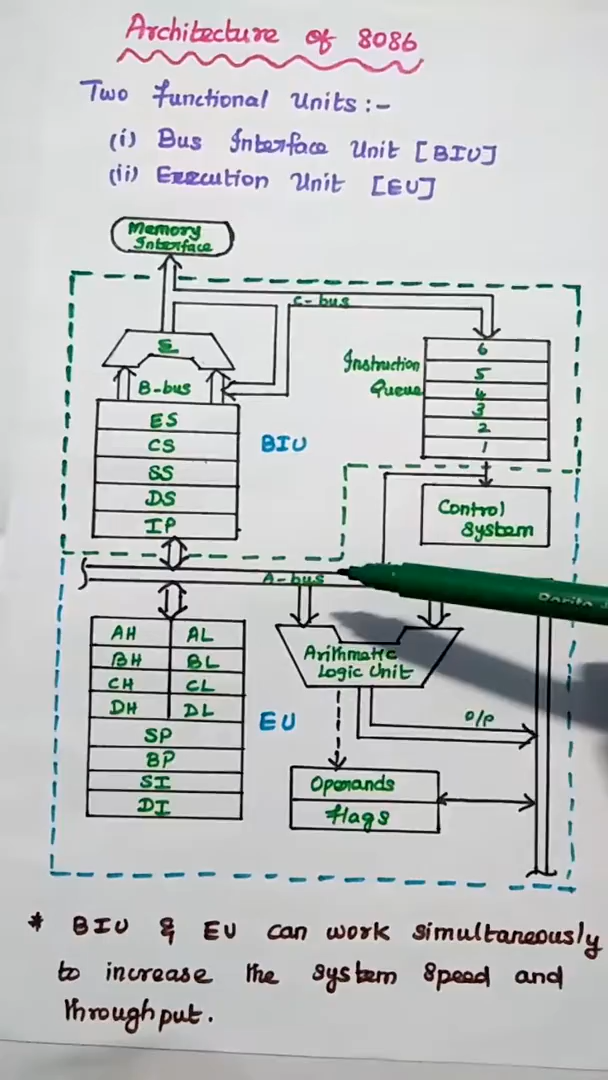 Architecture of 8086
Two Functional Units :-
(i) Bus Interface Unit [BIU]
(ii) Execution Unit [EU]
Memory
Interface
C-bus
Σ
B-bus
Instruction
Queue
6
5
4
3
2
1
ES
CS
SS
DS
IP
BIU
Control
System
A-bus
AH AL
BH BL
CH CL
DH DL
SP
BP
SI
DI
EU
Arithmatic
Logic Unit
O/P
Operands
flags
* BIU & EU can work simultaneously
to increase the system speed and
throughput.